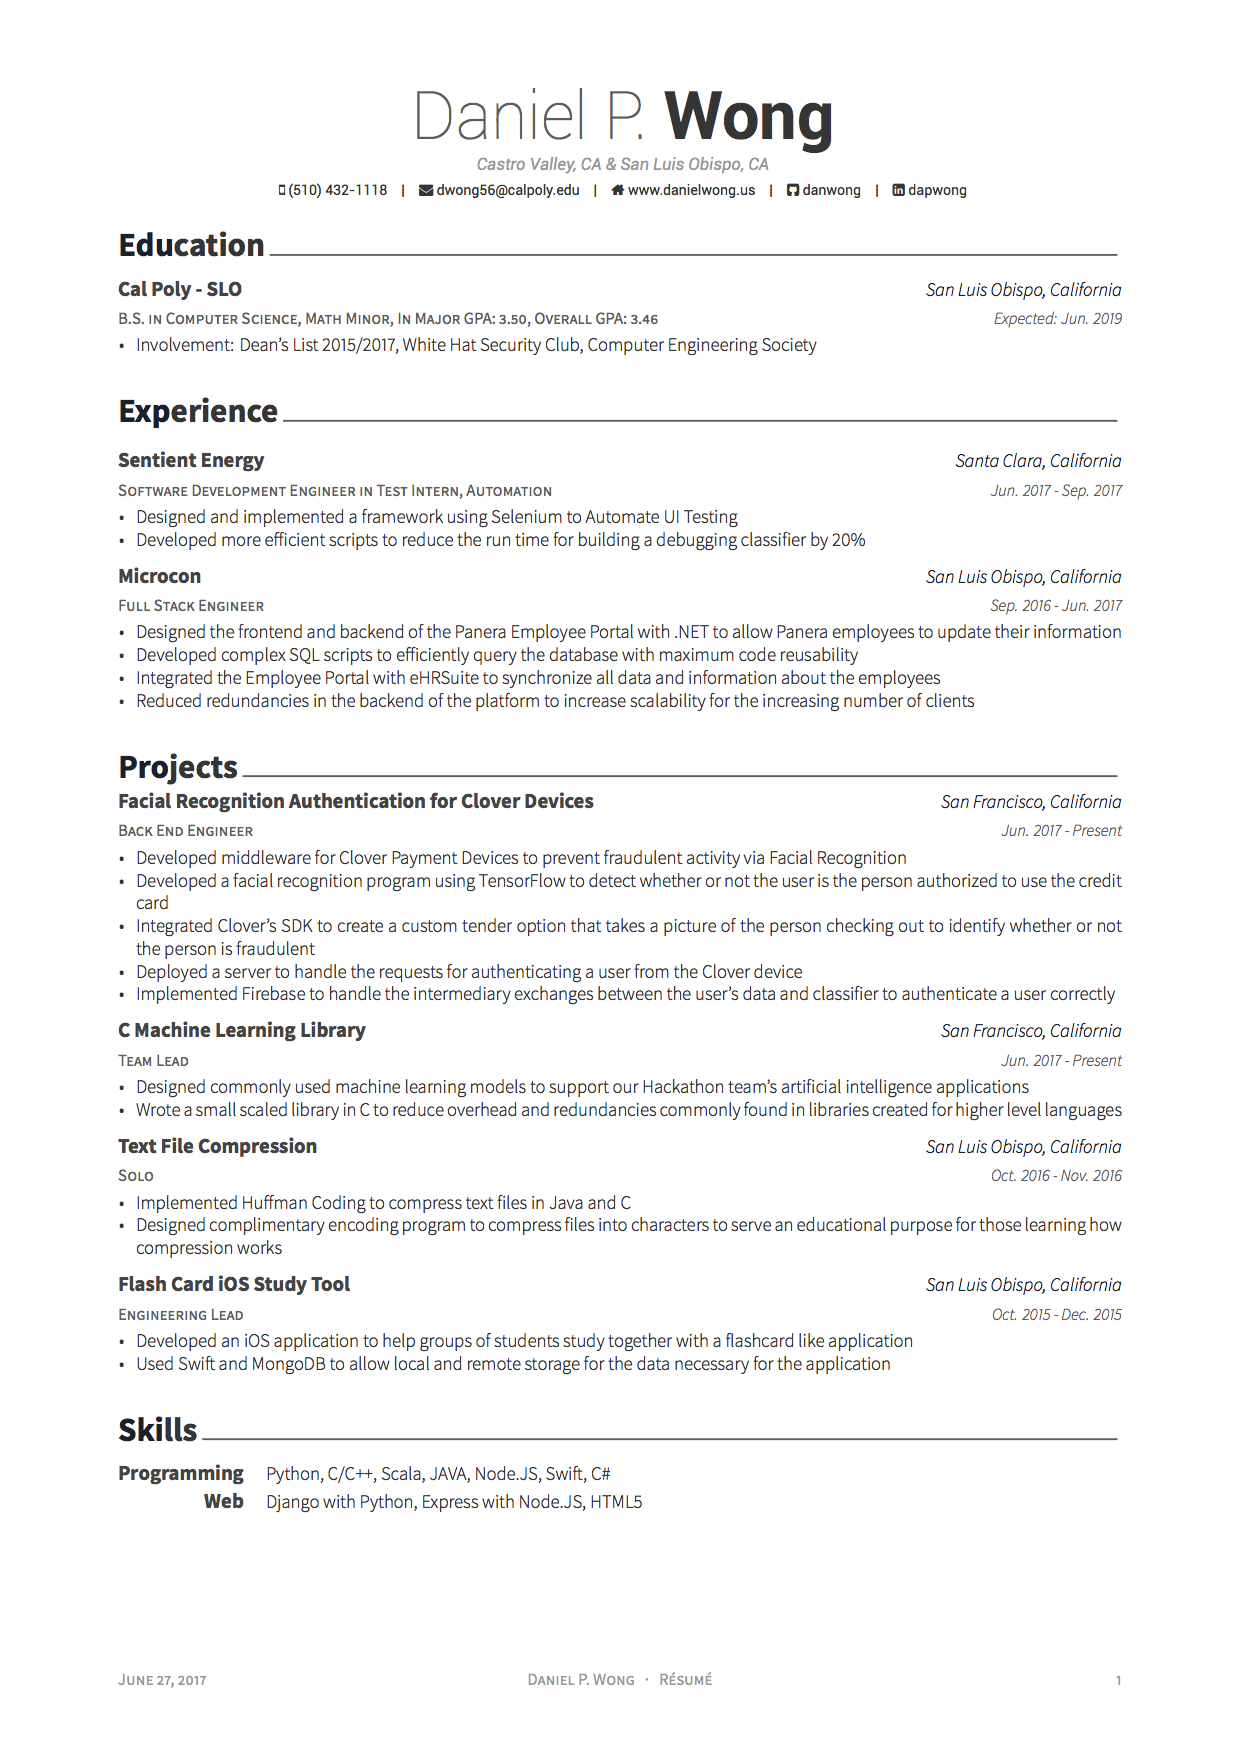 Daniel P. Wong
Castro Valley, CA & San Luis Obispo, CA
(510) 432-1118 | dwong56@calpoly.edu | www.danielwong.us | danwong | dapwong
Education
Cal Poly - SLO San Luis Obispo, California
B.S. in Computer Science, Math Minor, In Major GPA: 3.50, Overall GPA: 3.46 Expected: Jun. 2019
• Involvement: Dean's List 2015/2017, White Hat Security Club, Computer Engineering Society
Experience
Sentient Energy Santa Clara, California
Software Development Engineer in Test Intern, Automation Jun. 2017 - Sep. 2017
• Designed and implemented a framework using Selenium to Automate UI Testing
• Developed more efficient scripts to reduce the run time for building a debugging classifier by 20%
Microcon San Luis Obispo, California
Full Stack Engineer Sep. 2016 - Jun. 2017
• Designed the frontend and backend of the Panera Employee Portal with .NET to allow Panera employees to update their information
• Developed complex SQL scripts to efficiently query the database with maximum code reusability
• Integrated the Employee Portal with eHRSuite to synchronize all data and information about the employees
• Reduced redundancies in the backend of the platform to increase scalability for the increasing number of clients
Projects
Facial Recognition Authentication for Clover Devices San Francisco, California
Back End Engineer Jun. 2017 - Present
• Developed middleware for Clover Payment Devices to prevent fraudulent activity via Facial Recognition
• Developed a facial recognition program using TensorFlow to detect whether or not the user is the person authorized to use the credit
card
• Integrated Clover's SDK to create a custom tender option that takes a picture of the person checking out to identify whether or not
the person is fraudulent
• Deployed a server to handle the requests for authenticating a user from the Clover device
• Implemented Firebase to handle the intermediary exchanges between the user's data and classifier to authenticate a user correctly
C Machine Learning Library San Francisco, California
Team Lead Jun. 2017 - Present
• Designed commonly used machine learning models to support our Hackathon team's artificial intelligence applications
• Wrote a small scaled library in C to reduce overhead and redundancies commonly found in libraries created for higher level languages
Text File Compression San Luis Obispo, California
Solo Oct. 2016 - Nov. 2016
• Implemented Huffman Coding to compress text files in Java and C
• Designed complimentary encoding program to compress files into characters to serve an educational purpose for those learning how
compression works
Flash Card iOS Study Tool San Luis Obispo, California
Engineering Lead Oct. 2015 - Dec. 2015
• Developed an iOS application to help groups of students study together with a flashcard like application
• Used Swift and MongoDB to allow local and remote storage for the data necessary for the application
Skills
Programming Python, C/C++, Scala, JAVA, Node.JS, Swift, C#
Web Django with Python, Express with Node.JS, HTML5
June 27, 2017 Daniel P. Wong · Résumé 1